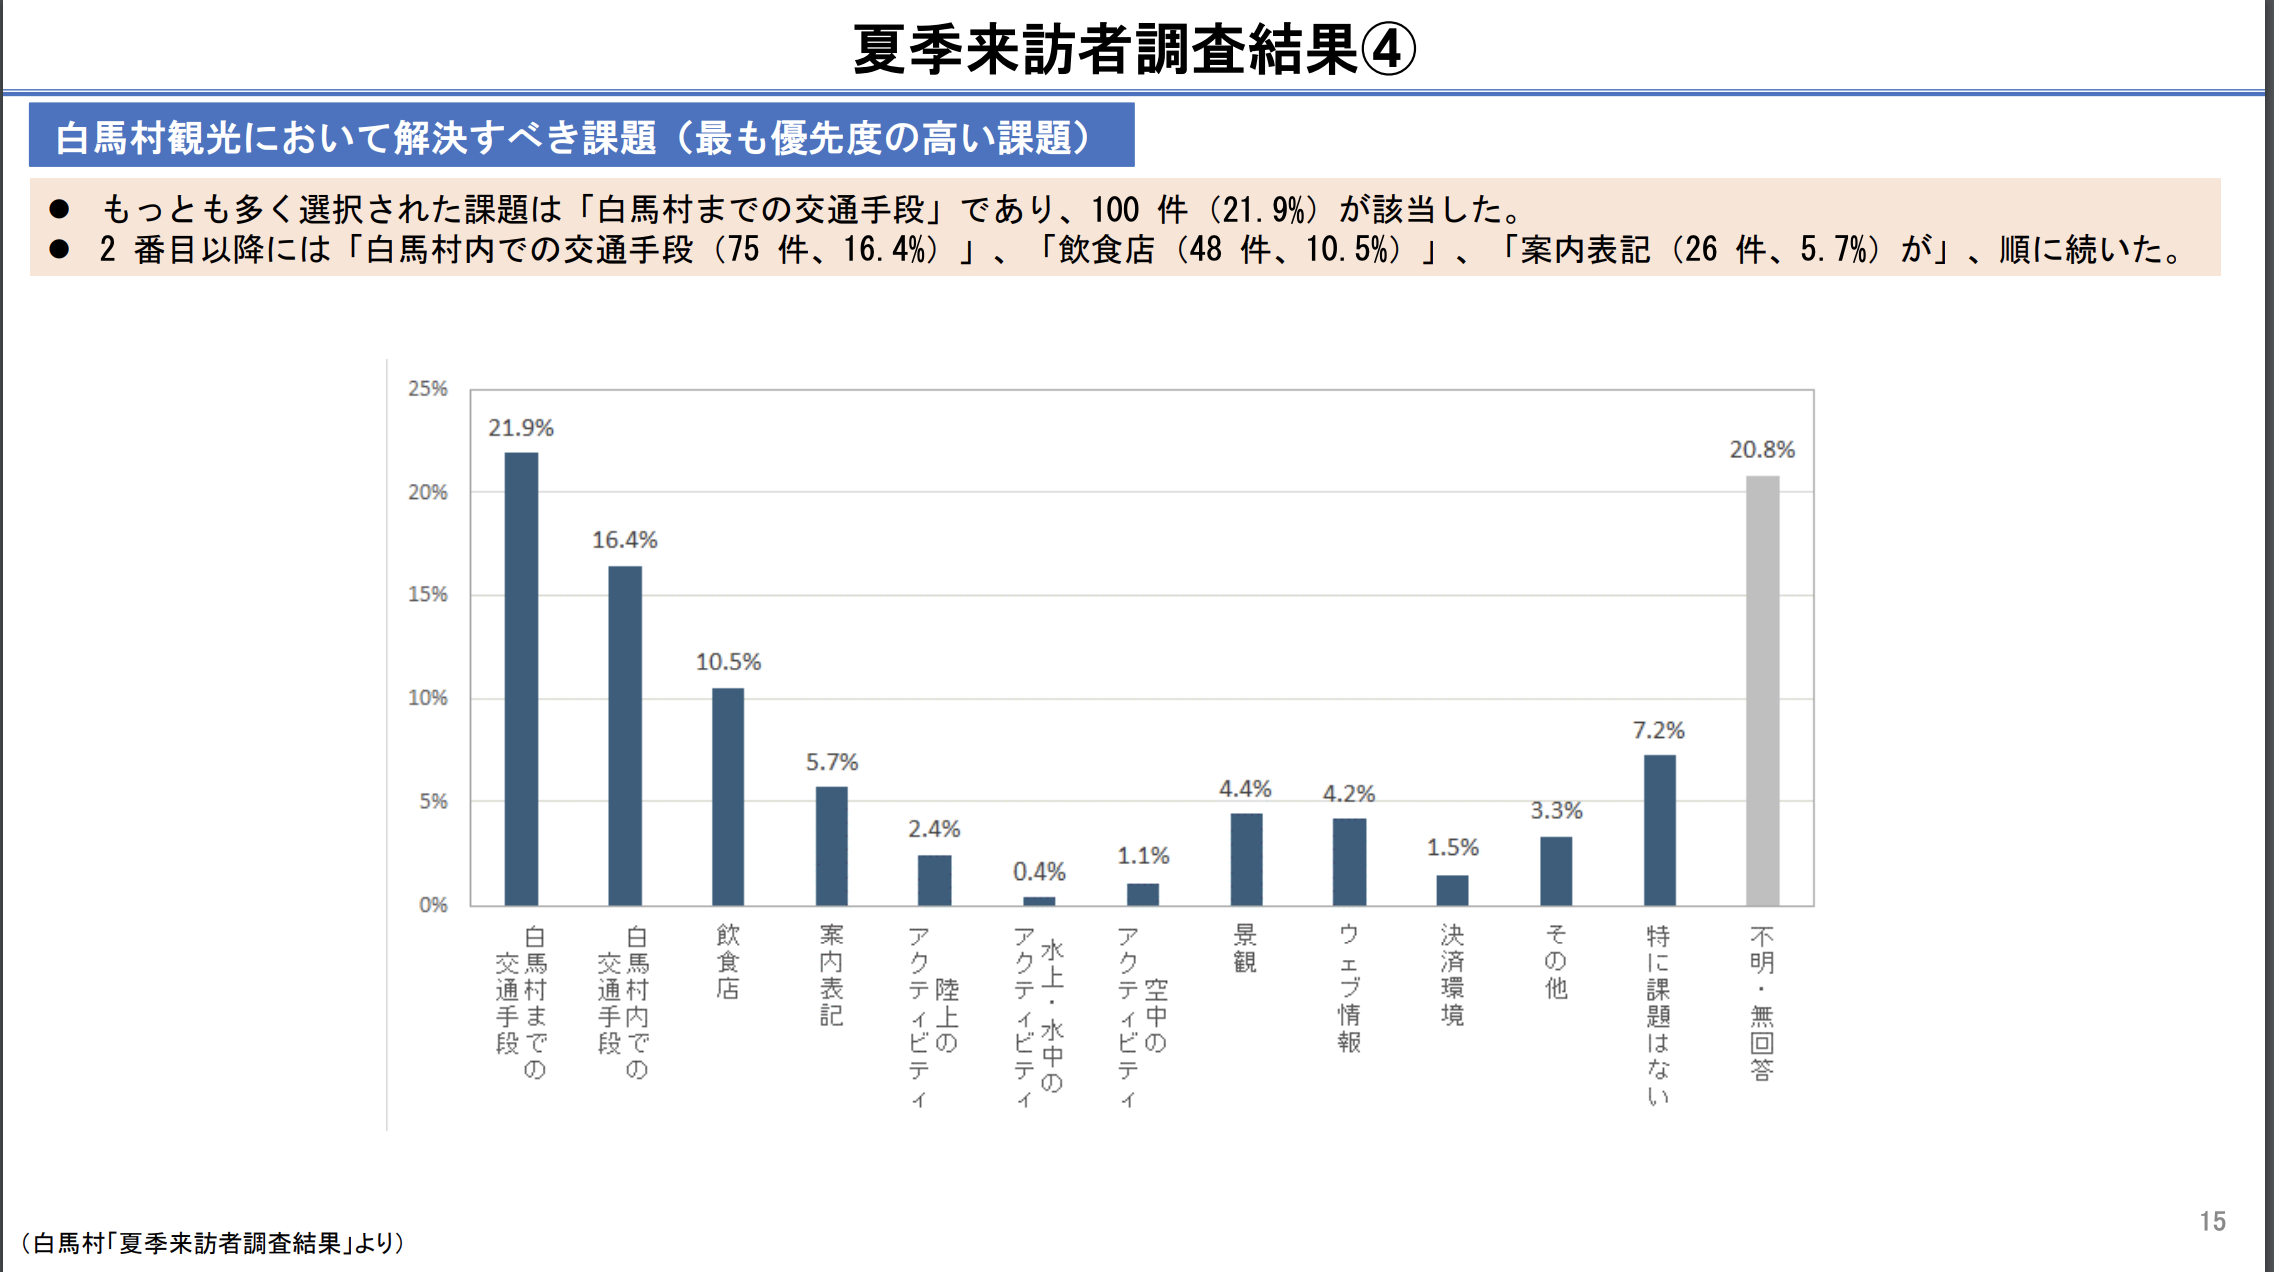 夏季来訪者調査結果④
白馬村観光において解決すべき課題（最も優先度の高い課題）
● もっとも多く選択された課題は「白馬村までの交通手段」であり、100 件（21.9%）が該当した。
● 2 番目以降には「白馬村内での交通手段（75 件、16.4%）」、「飲食店（48 件、10.5%）」、「案内表記（26 件、5.7%）が」、順に続いた。
25%
20%
15%
10%
5%
0%
21.9%
16.4%
10.5%
5.7%
2.4%
0.4%
1.1%
4.4%
4.2%
1.5%
3.3%
7.2%
20.8%
白馬村までの
交通手段
白馬村内での
交通手段
飲食店
案内表記
陸上の
アクティビティ
水上・水中の
アクティビティ
空中の
アクティビティ
景観
ウェブ情報
決済環境
その他
特に課題はない
不明・無回答
（白馬村「夏季来訪者調査結果」より）
15